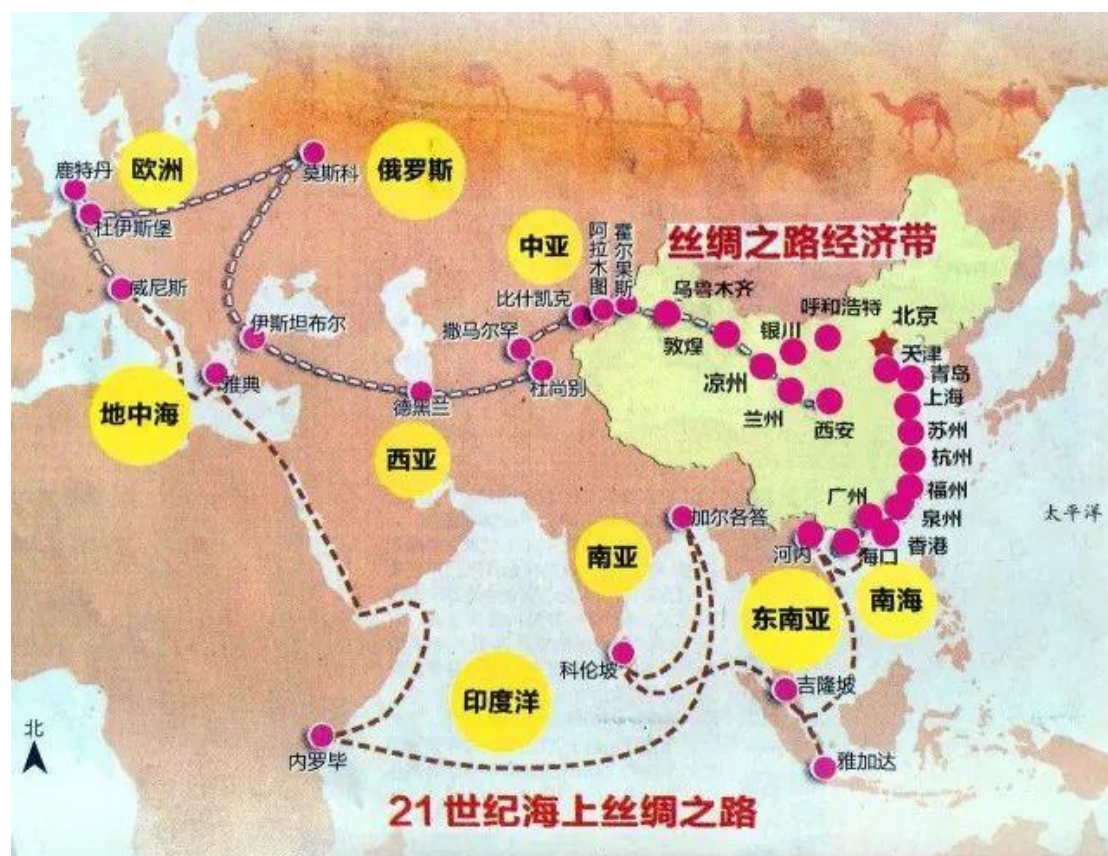 鹿特丹
欧洲
杜伊斯堡
莫斯科
俄罗斯
威尼斯
中亚
阿拉木图
霍尔果斯
丝绸之路经济带
比什凯克
乌鲁木齐
呼和浩特
北京
伊斯坦布尔
撒马尔罕
敦煌
银川
天津
雅典
德黑兰
杜尚别
凉州
青岛
上海
地中海
兰州
西安
苏州
西亚
杭州
广州
福州
加尔各答
泉州
太平洋
南亚
河内
海口
香港
东南亚
南海
科伦坡
吉隆坡
印度洋
北
内罗毕
雅加达
21世纪海上丝绸之路